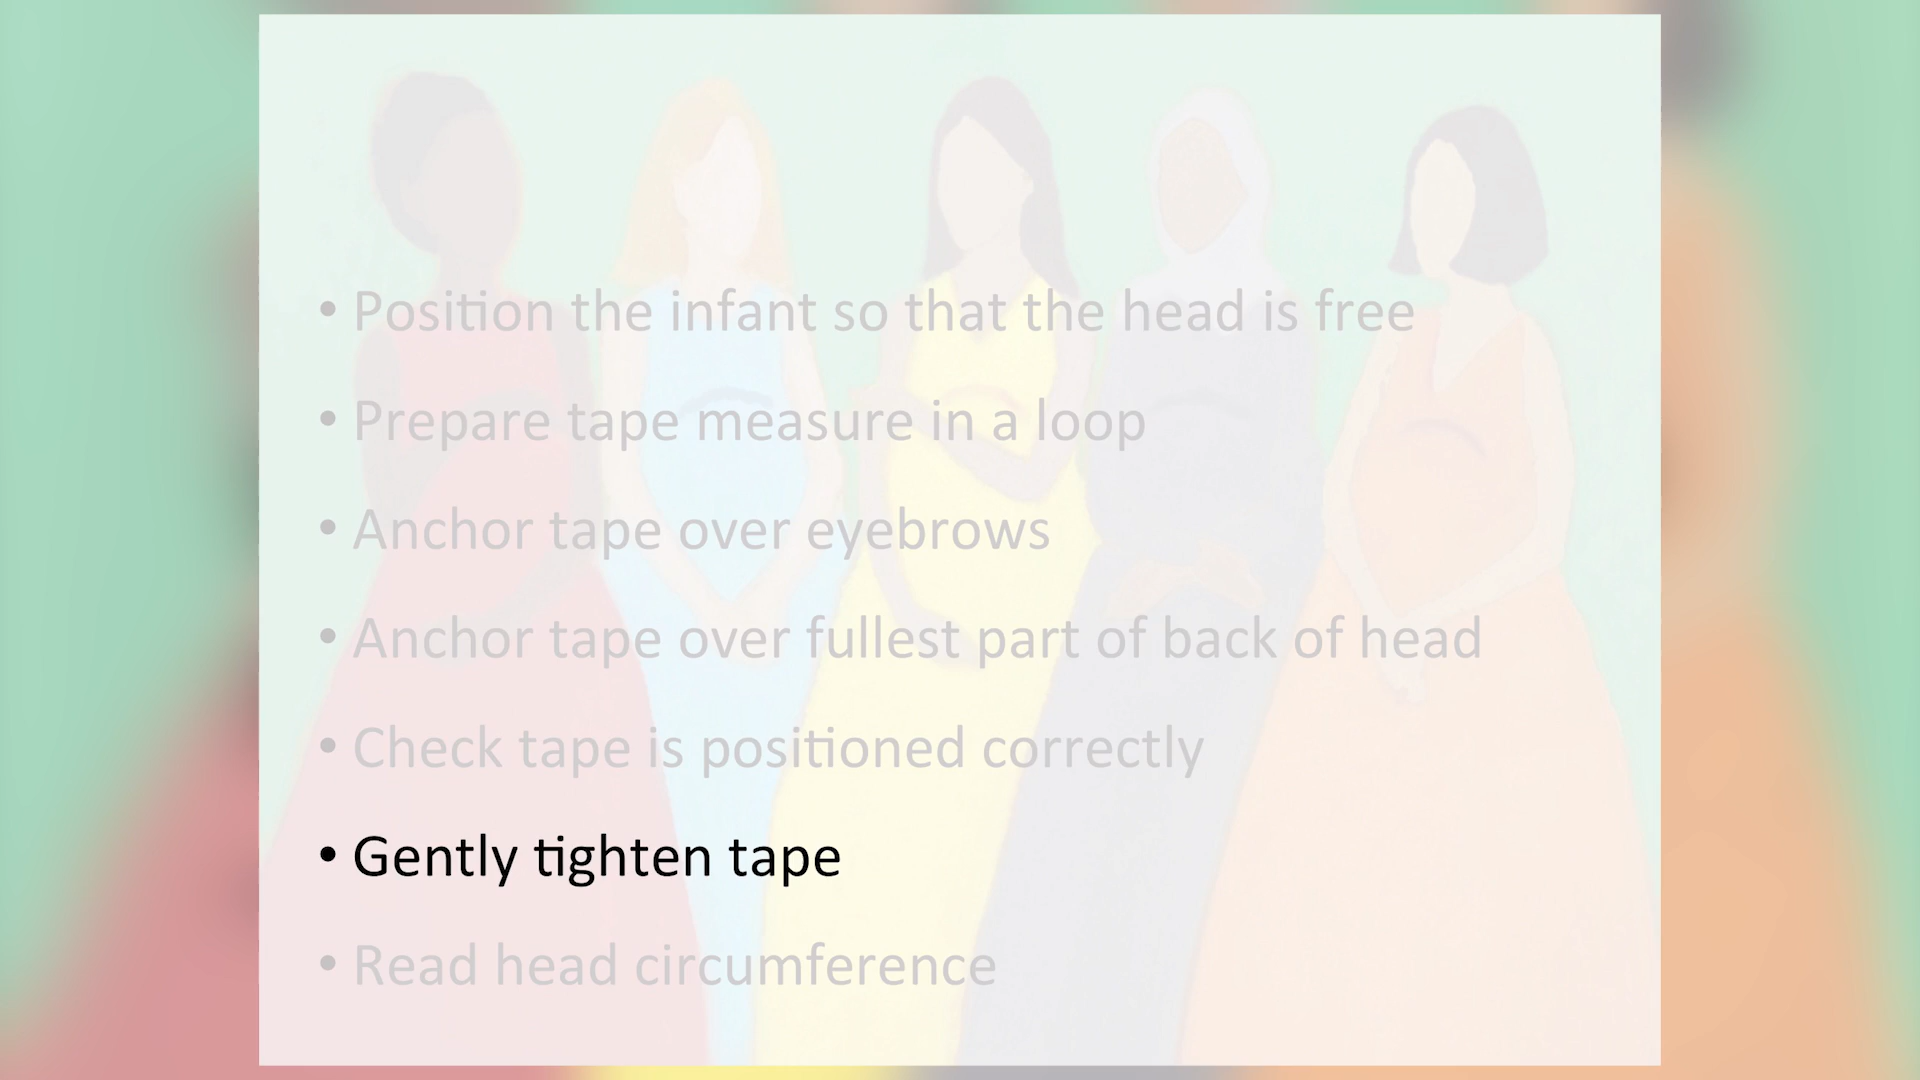 • Position the infant so that the head is free
• Prepare tape measure in a loop
• Anchor tape over eyebrows
• Anchor tape over fullest part of back of head
• Check tape is positioned correctly
• Gently tighten tape
• Read head circumference